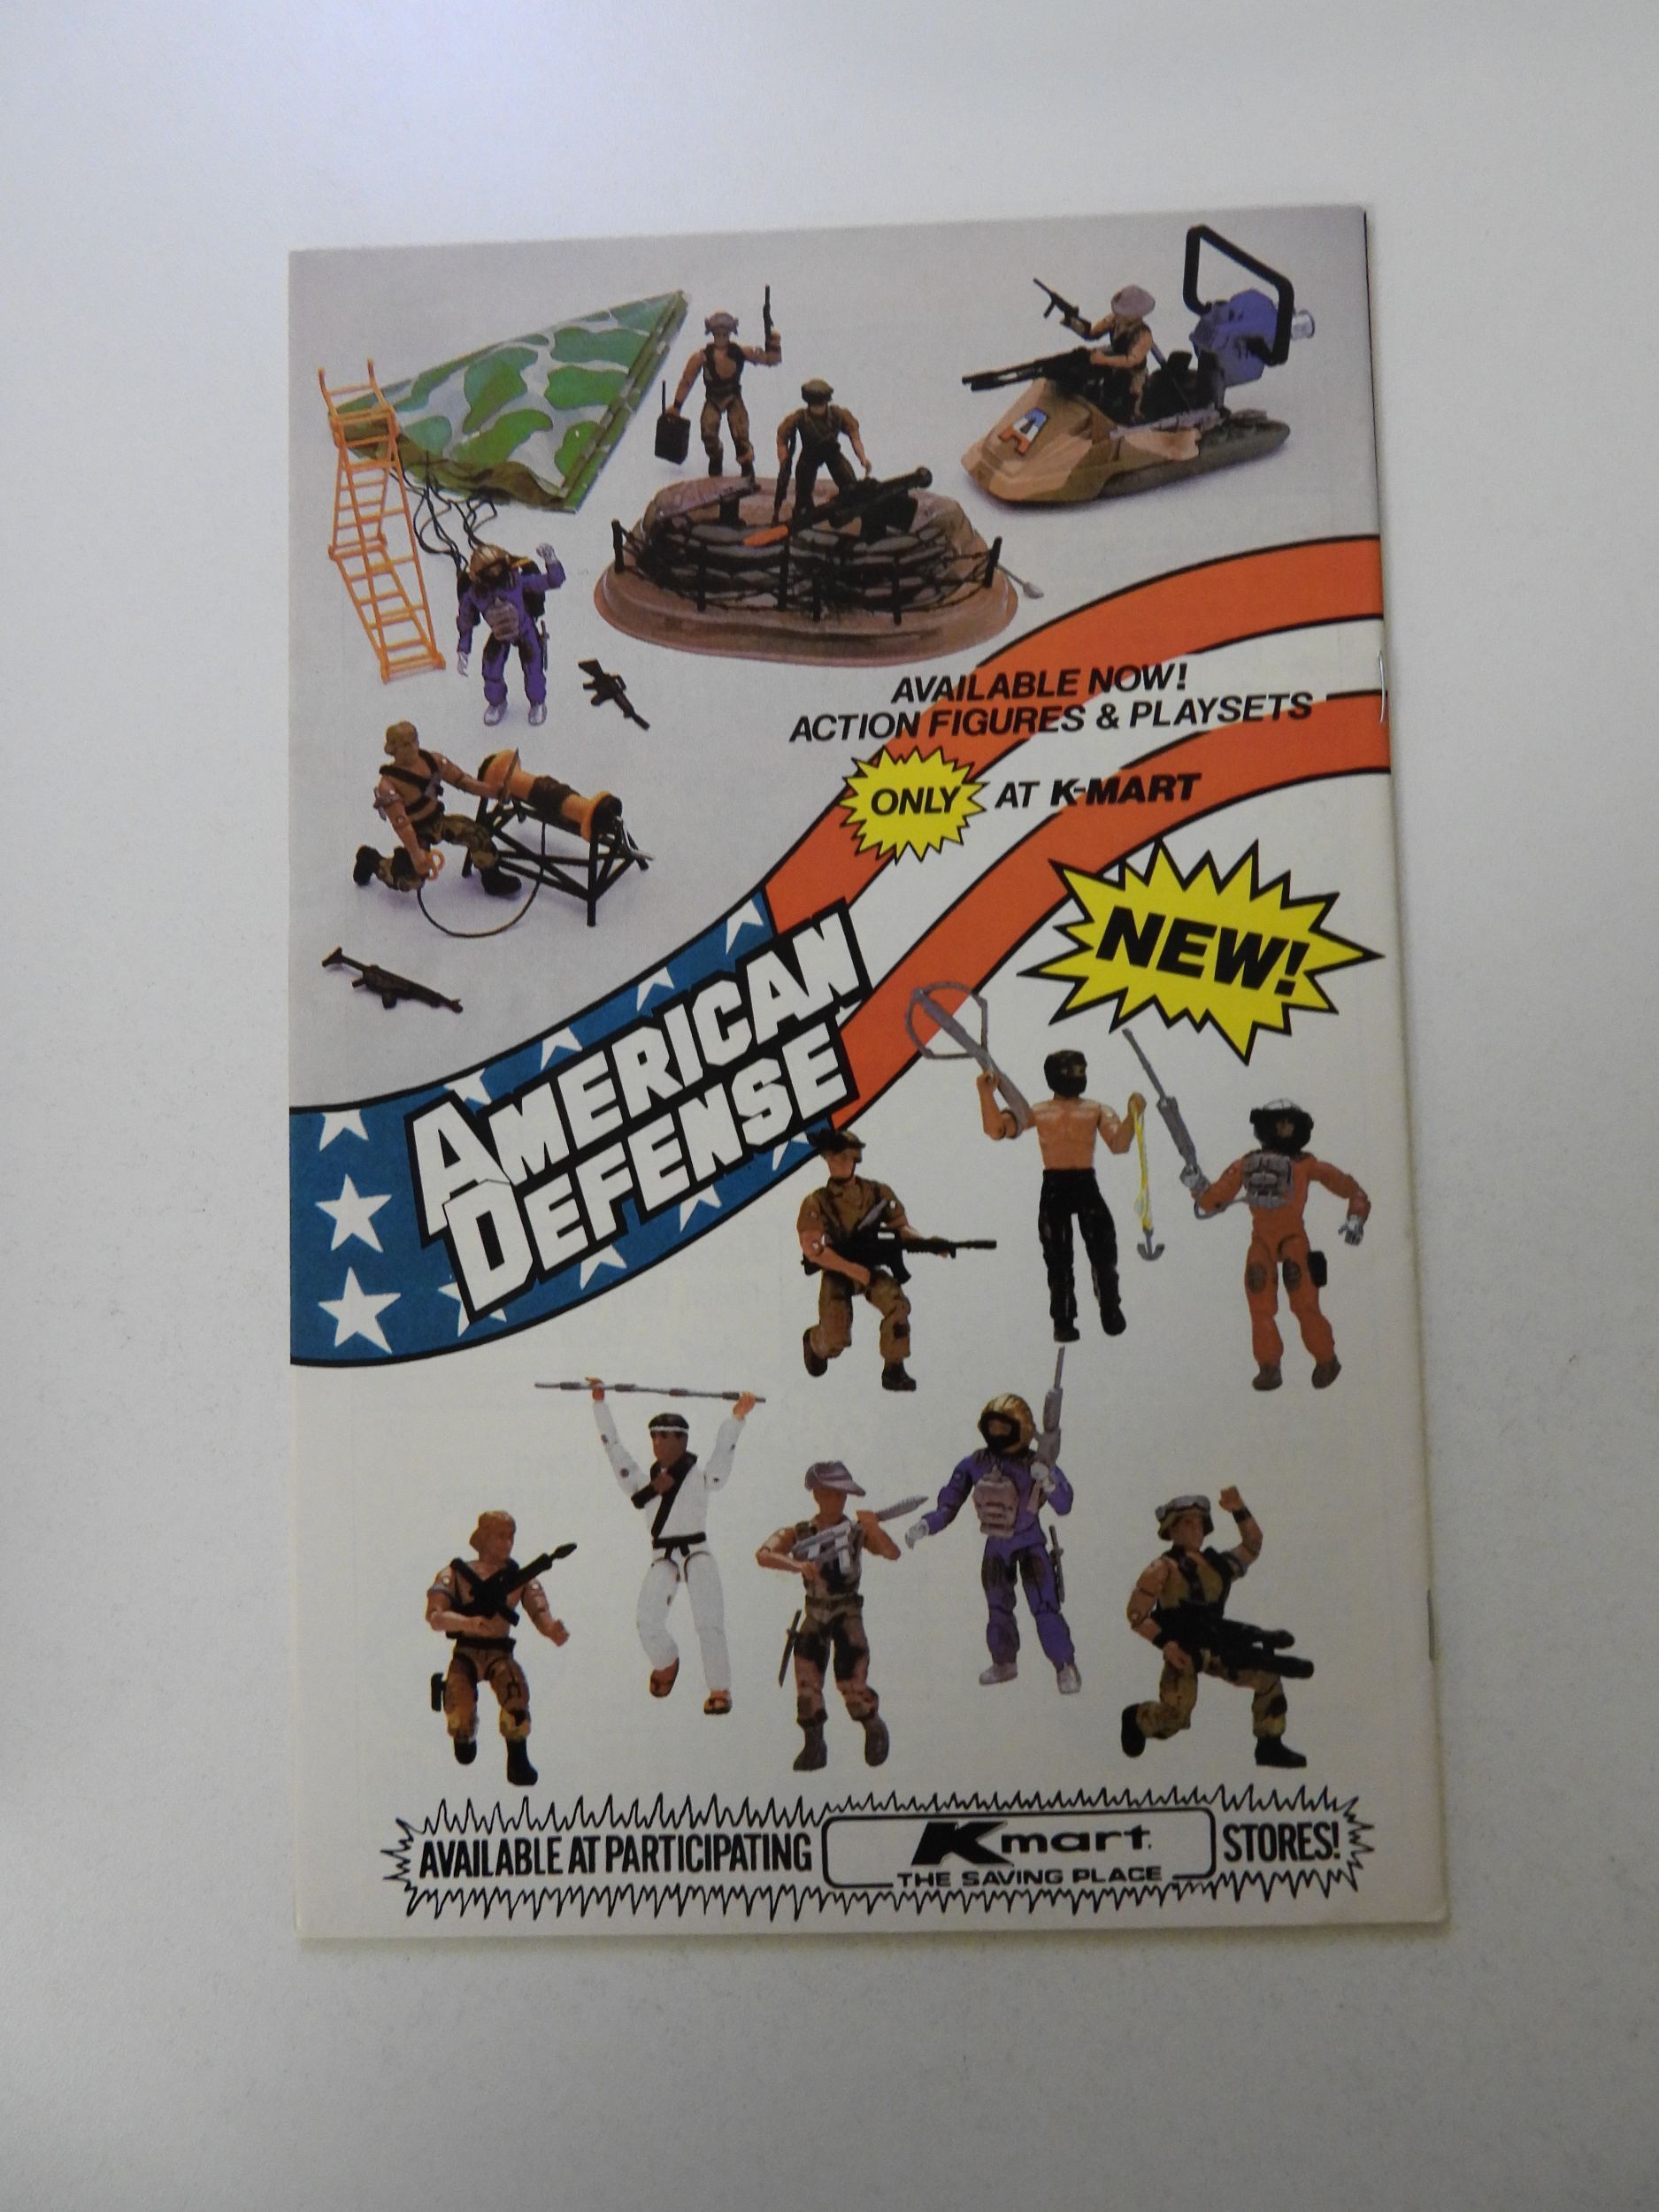 A
AVAILABLE NOW!
ACTION FIGURES & PLAYSETS
ONLY AT K-MART
NEW!
AMERICAN
DEFENSE
AVAILABLE AT PARTICIPATING Kmart. STORES!
THE SAVING PLACE